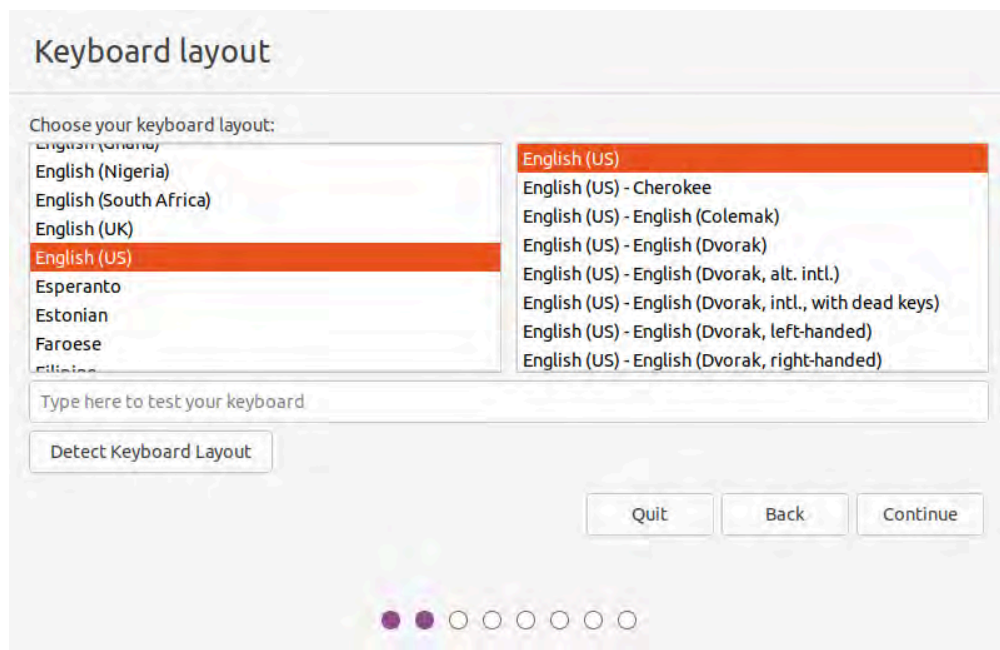 Keyboard layout
Choose your keyboard layout:
English (Ghana)
English (Nigeria)
English (South Africa)
English (UK)
English (US)
Esperanto
Estonian
Faroese
Filipino
English (US)
English (US) - Cherokee
English (US) - English (Colemak)
English (US) - English (Dvorak)
English (US) - English (Dvorak, alt. intl.)
English (US) - English (Dvorak, intl., with dead keys)
English (US) - English (Dvorak, left-handed)
English (US) - English (Dvorak, right-handed)
Type here to test your keyboard
Detect Keyboard Layout
Quit
Back
Continue